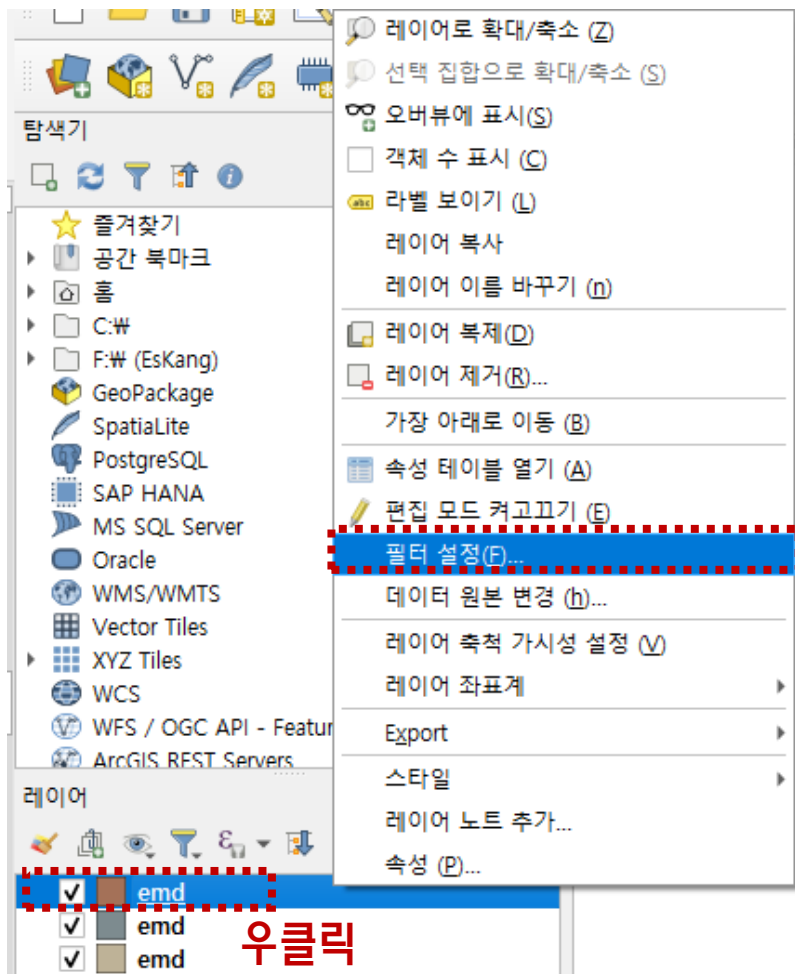 탐색기
즐겨찾기
공간 북마크
홈
C:₩
F:₩ (EsKang)
GeoPackage
SpatiaLite
PostgreSQL
SAP HANA
MS SQL Server
Oracle
WMS/WMTS
Vector Tiles
XYZ Tiles
WCS
WFS / OGC API - Featur
ArcGIS REST Servers
레이어
emd
emd
emd
우클릭
레이어로 확대/축소 (Z)
선택 집합으로 확대/축소 (S)
오버뷰에 표시(S)
객체 수 표시 (C)
abc 라벨 보이기 (L)
레이어 복사
레이어 이름 바꾸기 (n)
레이어 복제(D)
레이어 제거(R)...
가장 아래로 이동 (B)
속성 테이블 열기 (A)
편집 모드 켜고끄기 (E)
필터 설정(F)...
데이터 원본 변경 (h)...
레이어 축척 가시성 설정 (V)
레이어 좌표계
Export
스타일
레이어 노트 추가...
속성 (P)...